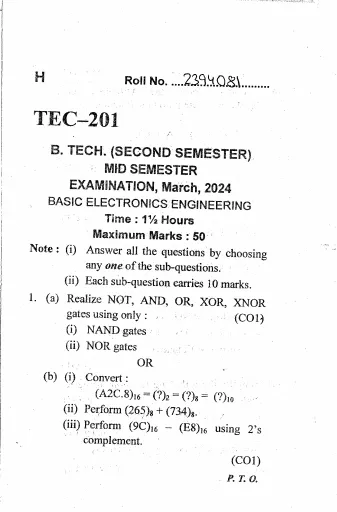 H
Roll No. ....2394081..........
TEC–201
B. TECH. (SECOND SEMESTER)
MID SEMESTER
EXAMINATION, March, 2024
BASIC ELECTRONICS ENGINEERING
Time : 1½ Hours
Maximum Marks : 50
Note : (i) Answer all the questions by choosing
any one of the sub-questions.
(ii) Each sub-question carries 10 marks.
1. (a) Realize NOT, AND, OR, XOR, XNOR
gates using only : (CO1)
(i) NAND gates
(ii) NOR gates
OR
(b) (i) Convert :
(A2C.8)₁₆ = (?)₂ = (?)₈ = (?)₁₀
(ii) Perform (265)₈ + (734)₈.
(iii) Perform (9C)₁₆ – (E8)₁₆ using 2's
complement.
(CO1)
P. T. O.